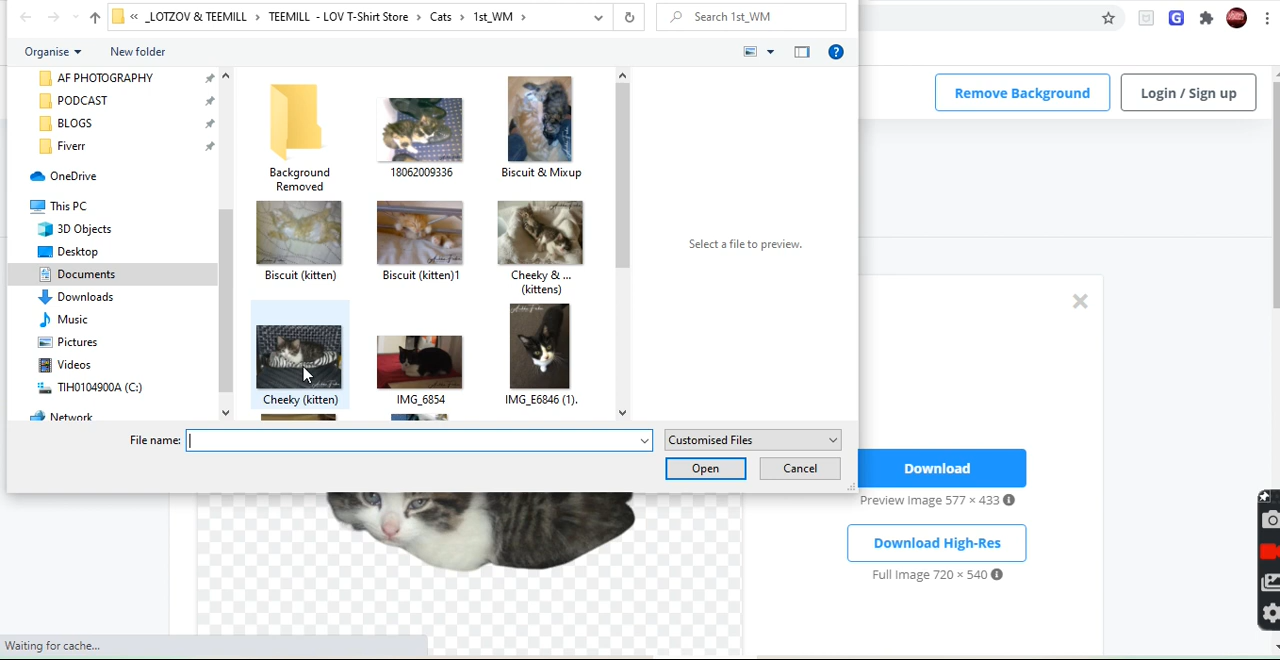 « _LOTZOV & TEEMILL › TEEMILL - LOV T-Shirt Store › Cats › 1st_WM ›
Search 1st_WM
Organise
New folder
AF PHOTOGRAPHY
PODCAST
BLOGS
Fiverr
OneDrive
This PC
3D Objects
Desktop
Documents
Downloads
Music
Pictures
Videos
TIH0104900A (C:)
Network
Background
Removed
18062009336
Biscuit & Mixup
Biscuit (kitten)
Biscuit (kitten)1
Cheeky & ...
(kittens)
Cheeky (kitten)
IMG_6854
IMG_E6846 (1).
Select a file to preview.
File name:
Customised Files
Open
Cancel
Remove Background
Login / Sign up
Download
Preview Image 577 × 433
Download High-Res
Full Image 720 × 540
Waiting for cache...